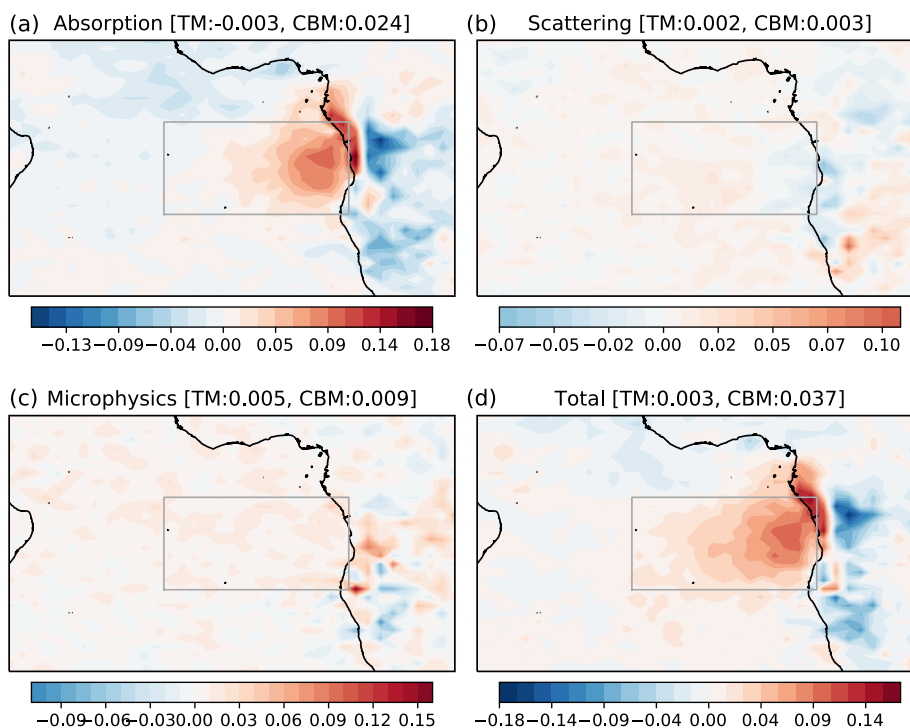 (a) Absorption [TM:-0.003, CBM:0.024]
(b) Scattering [TM:0.002, CBM:0.003]
−0.13 −0.09 −0.04 0.00 0.05 0.09 0.14 0.18
−0.07 −0.05 −0.02 0.00 0.02 0.05 0.07 0.10
(c) Microphysics [TM:0.005, CBM:0.009]
(d) Total [TM:0.003, CBM:0.037]
−0.09 −0.06 −0.03 0.00 0.03 0.06 0.09 0.12 0.15
−0.18 −0.14 −0.09 −0.04 0.00 0.04 0.09 0.14